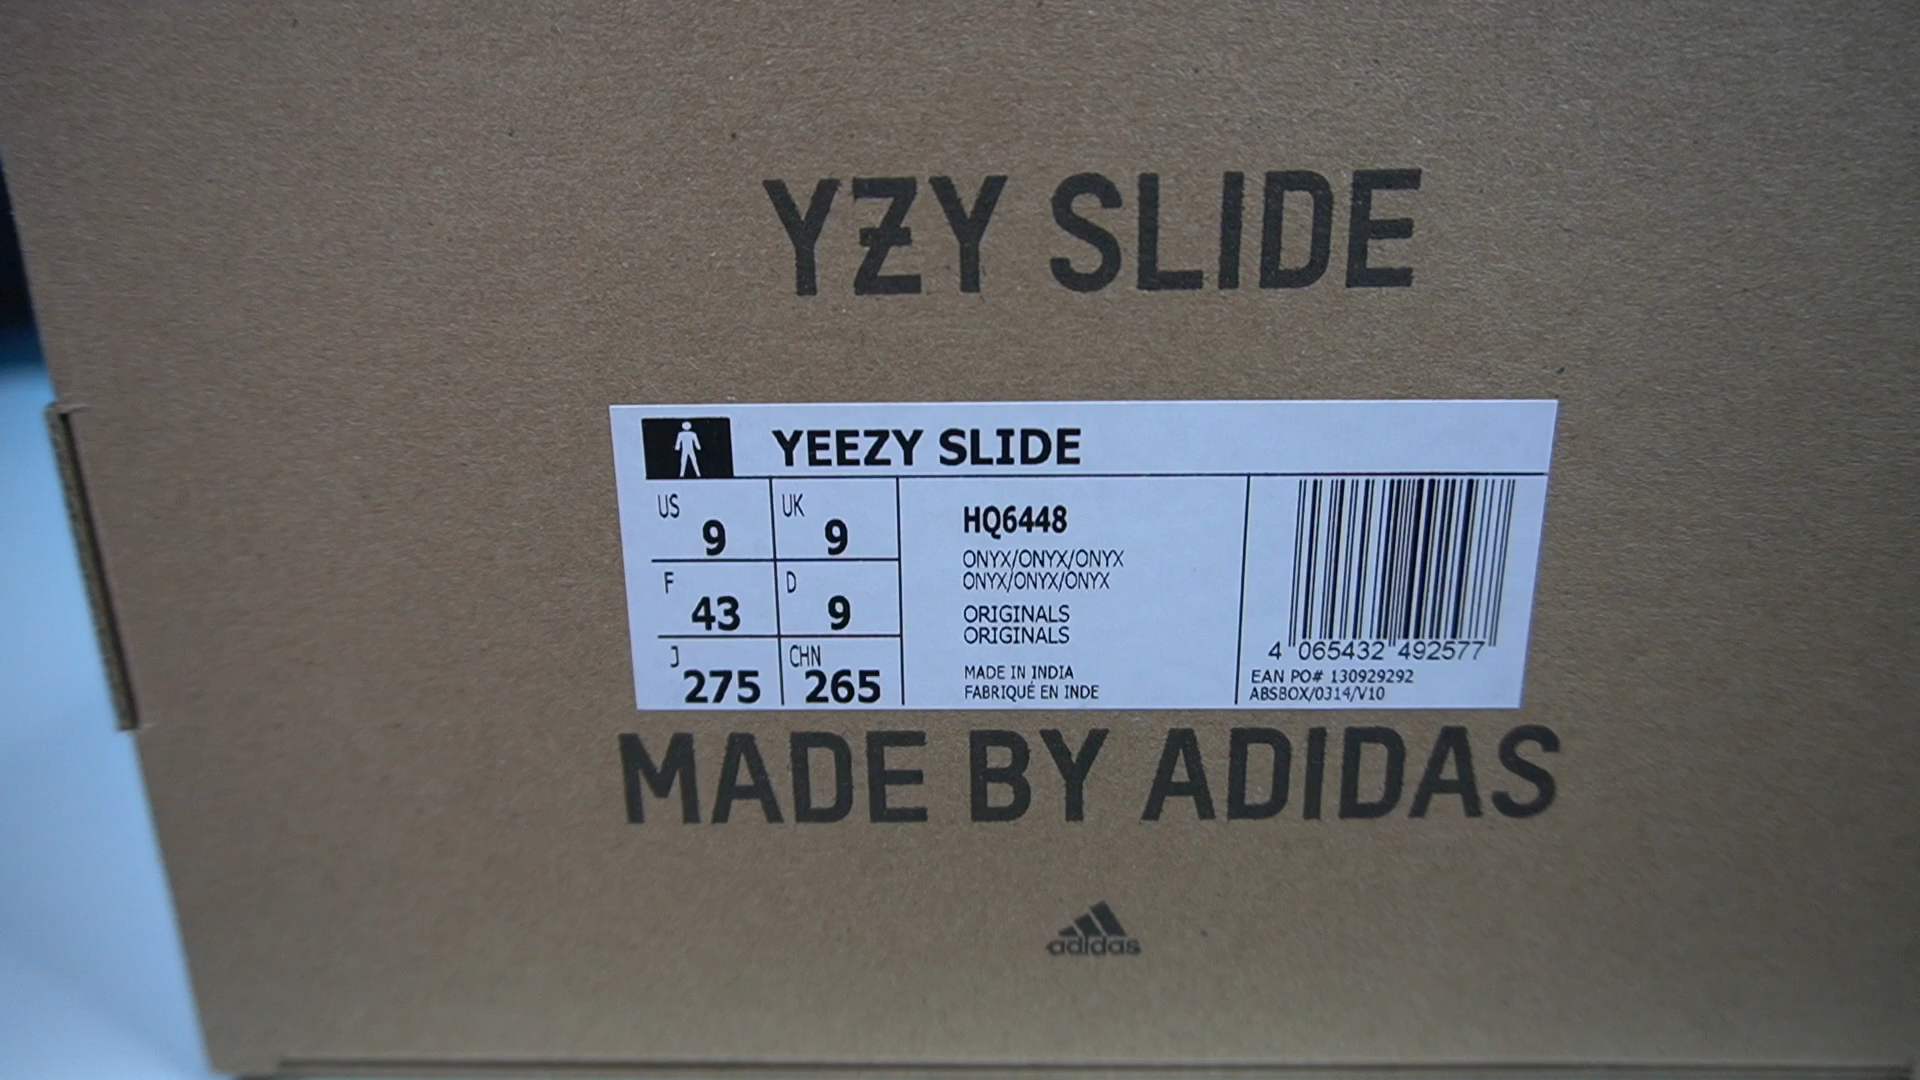 YZY SLIDE
YEEZY SLIDE
US 9 UK 9
F 43 D 9
J 275 CHN 265
HQ6448
ONYX/ONYX/ONYX
ONYX/ONYX/ONYX
ORIGINALS
ORIGINALS
MADE IN INDIA
FABRIQUÉ EN INDE
4 065432 492577
EAN PO# 130929292
ABSBOX/0314/V10
MADE BY ADIDAS
adidas